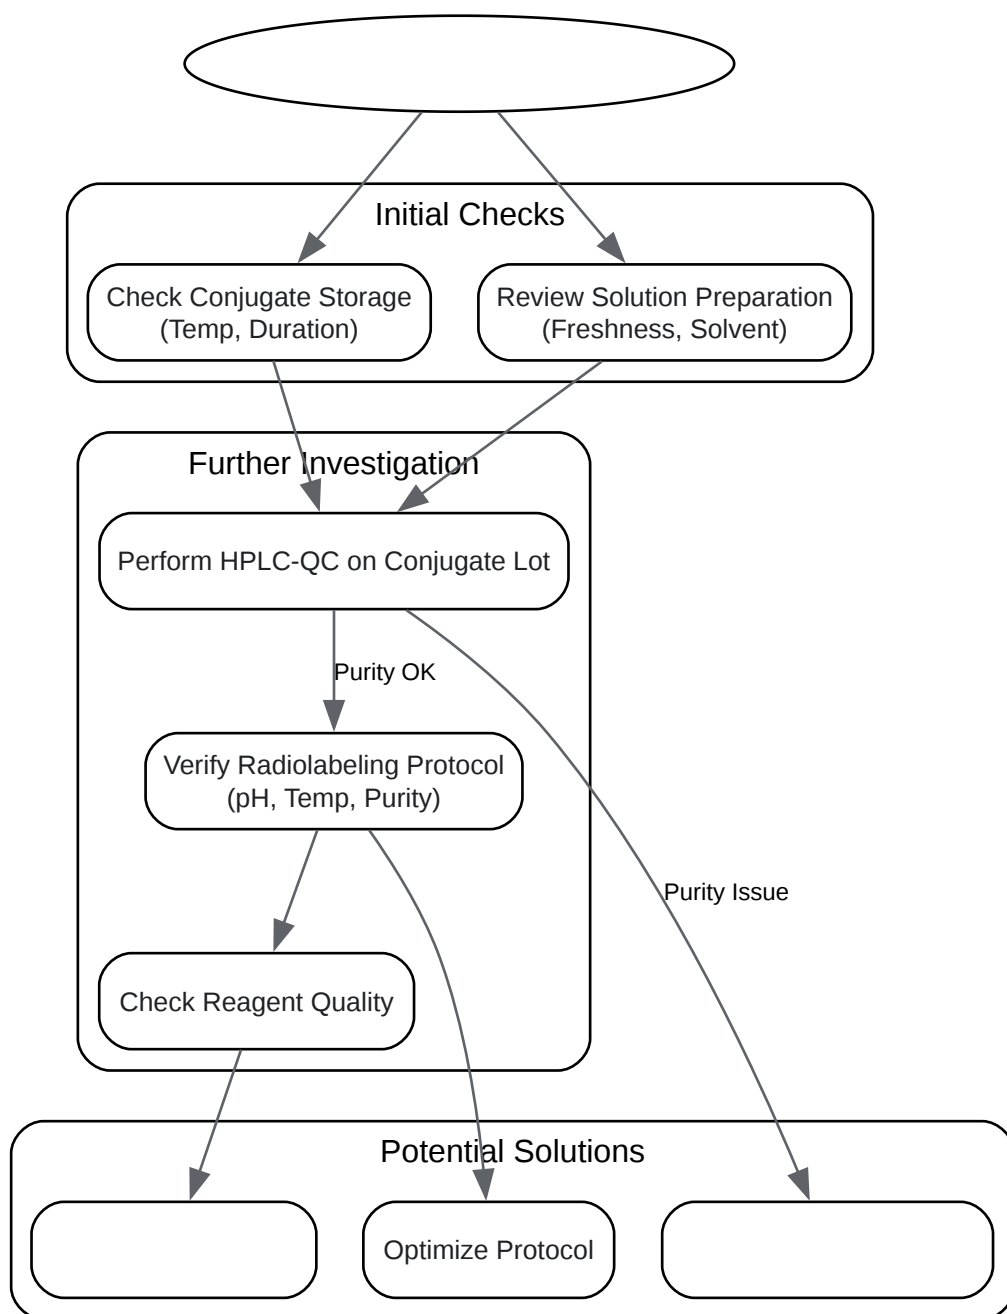 Initial Checks
Check Conjugate Storage
(Temp, Duration)
Review Solution Preparation
(Freshness, Solvent)
Further Investigation
Perform HPLC-QC on Conjugate Lot
Purity OK
Verify Radiolabeling Protocol
(pH, Temp, Purity)
Purity Issue
Check Reagent Quality
Potential Solutions
Optimize Protocol